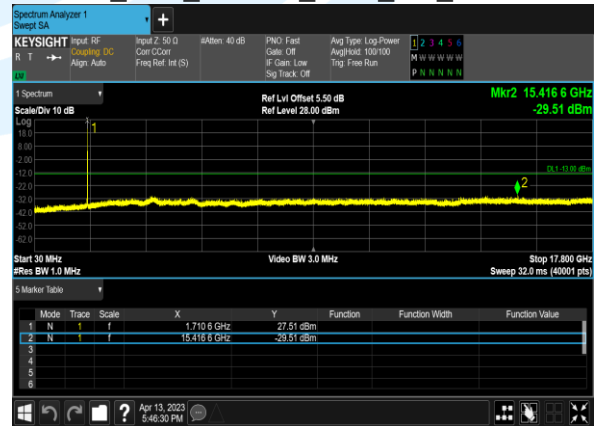 Spectrum Analyzer 1
Swept SA
+
KEYSIGHT Input: RF Input Z: 50 Ω #Atten: 40 dB PNO: Fast Avg Type: Log-Power 1 2 3 4 5 6
R T Coupling: DC Corr CCorr Gate: Off Avg|Hold: 100/100 M W W W W W
Align: Auto Freq Ref: Int (S) IF Gain: Low Trig: Free Run
LW Sig Track: Off P N N N N N
1 Spectrum Ref Lvl Offset 5.50 dB Mkr2 15.416 6 GHz
Scale/Div 10 dB Ref Level 28.00 dBm -29.51 dBm
Log
18.0 1
8.00
-2.00
-12.0 DL1 -13.00 dBm
-22.0 2
-32.0
-42.0
-52.0
-62.0
Start 30 MHz Video BW 3.0 MHz Stop 17.800 GHz
#Res BW 1.0 MHz Sweep 32.0 ms (40001 pts)
5 Marker Table
Mode Trace Scale X Y Function Function Width Function Value
1 N 1 f 1.710 6 GHz 27.51 dBm
2 N 1 f 15.416 6 GHz -29.51 dBm
3
4
5
6
? Apr 13, 2023
5:46:30 PM